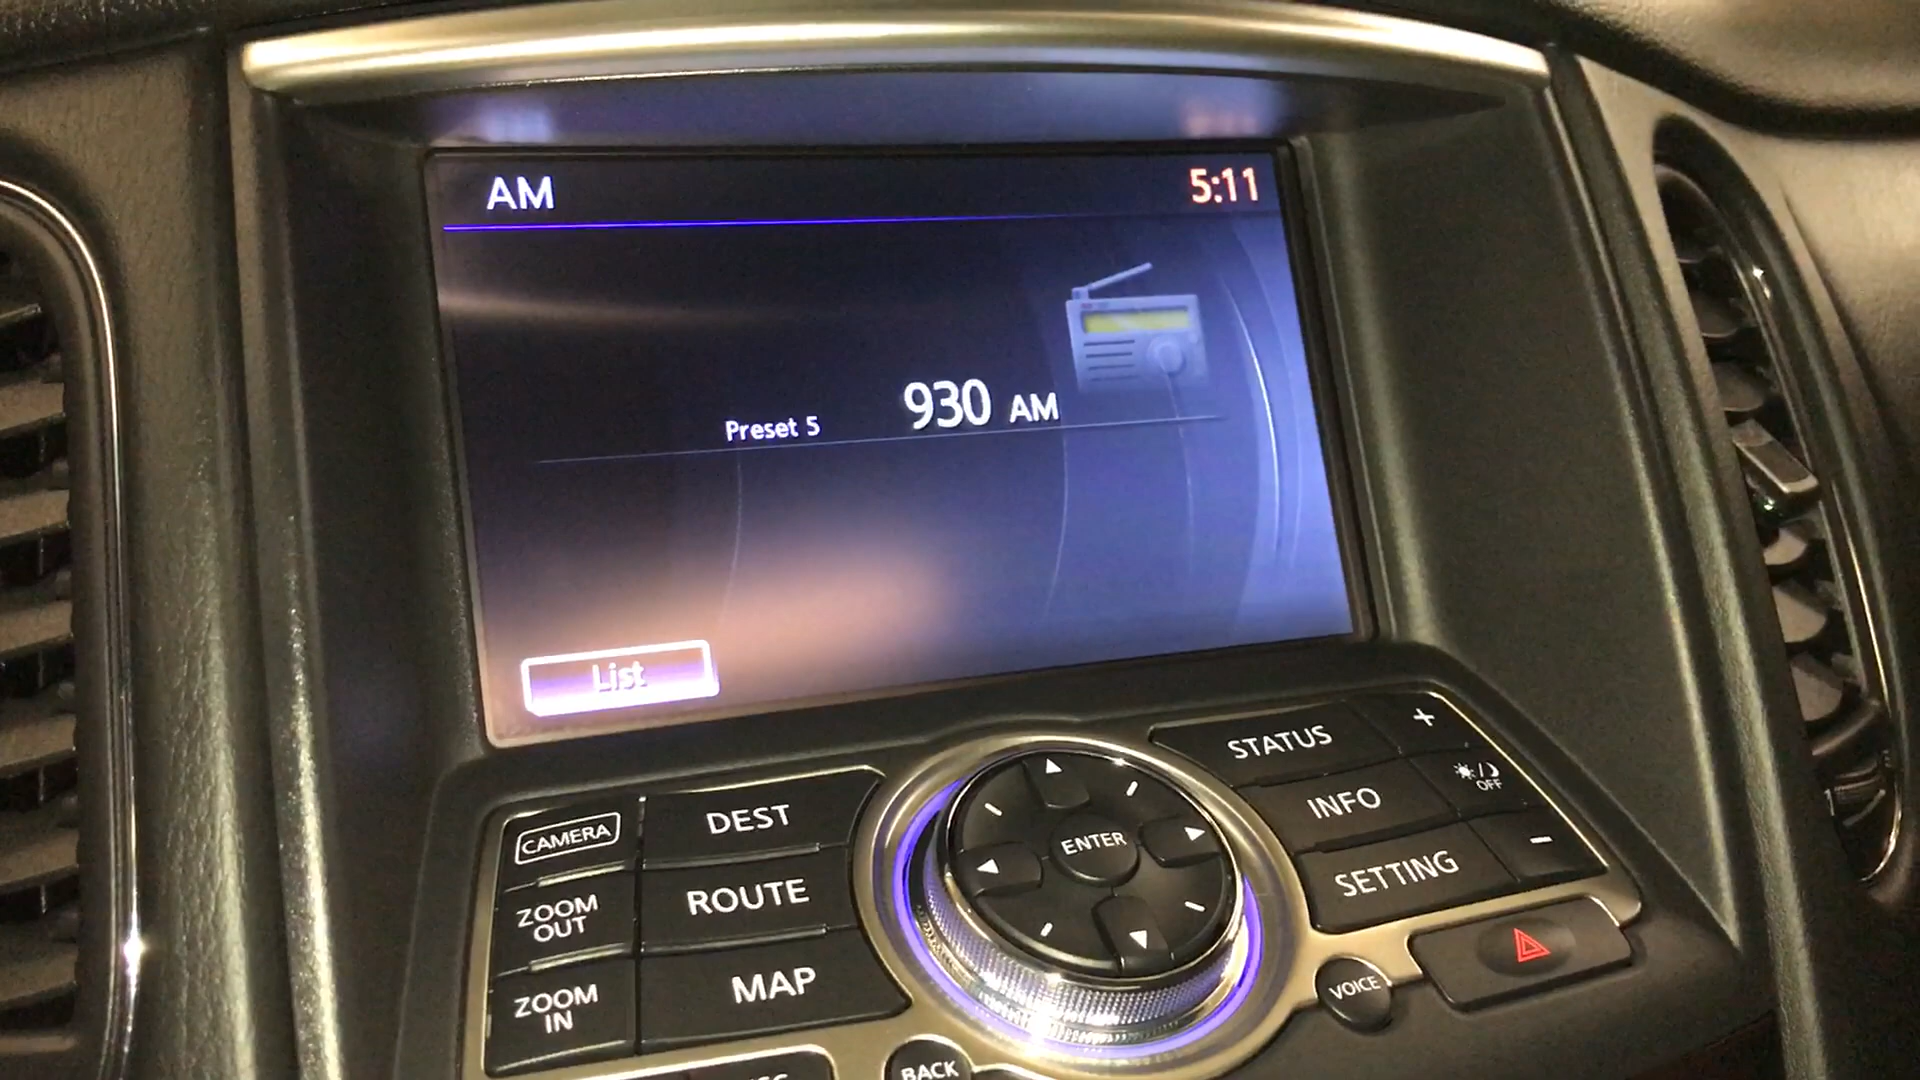 AM
5:11
Preset 5
930 AM
List
CAMERA
DEST
ZOOM
OUT
ROUTE
ZOOM
IN
MAP
ENTER
STATUS
+
INFO
OFF
SETTING
-
VOICE
BACK